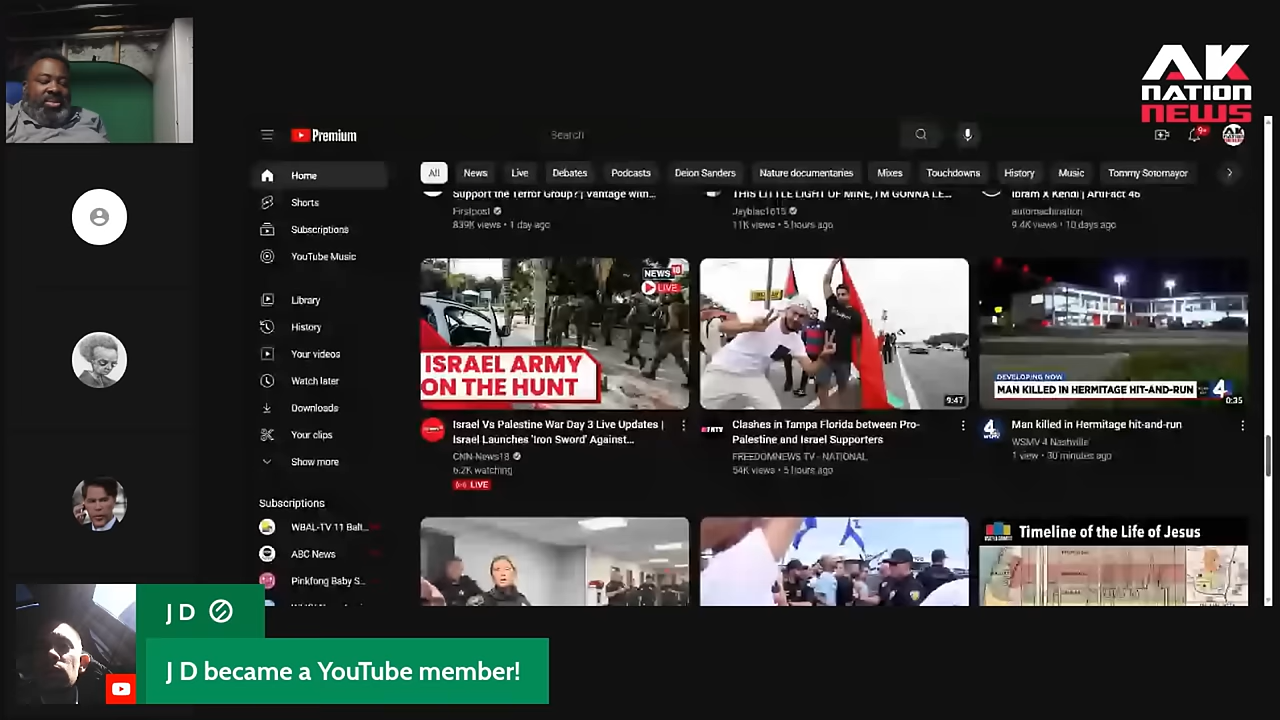 AK
NATION
NEWS
Premium
Search
9+
Home
Shorts
Subscriptions
YouTube Music
Library
History
Your videos
Watch later
Downloads
Your clips
Show more
Subscriptions
WBAL-TV 11 Balt...
ABC News
Pinkfong Baby S...
All
News
Live
Debates
Podcasts
Deion Sanders
Nature documentaries
Mixes
Touchdowns
History
Music
Tommy Sotomayor
Support the Terror Group? | Vantage with...
Firstpost
839K views • 1 day ago
THIS LITTLE LIGHT OF MINE, I'M GONNA LE...
Jayblac1615
11K views • 5 hours ago
Ibram X Kendi | Artifact 46
automachination
9.4K views • 10 days ago
NEWS 18
LIVE
ISRAEL ARMY
ON THE HUNT
Israel Vs Palestine War Day 3 Live Updates |
Israel Launches 'Iron Sword' Against...
CNN-News18
6.2K watching
LIVE
9:47
Clashes in Tampa Florida between Pro-
Palestine and Israel Supporters
FREEDOMNEWS TV - NATIONAL
54K views • 5 hours ago
DEVELOPING NOW
MAN KILLED IN HERMITAGE HIT-AND-RUN
4
0:35
Man killed in Hermitage hit-and-run
WSMV 4 Nashville
1 view • 30 minutes ago
Timeline of the Life of Jesus
J D
J D became a YouTube member!